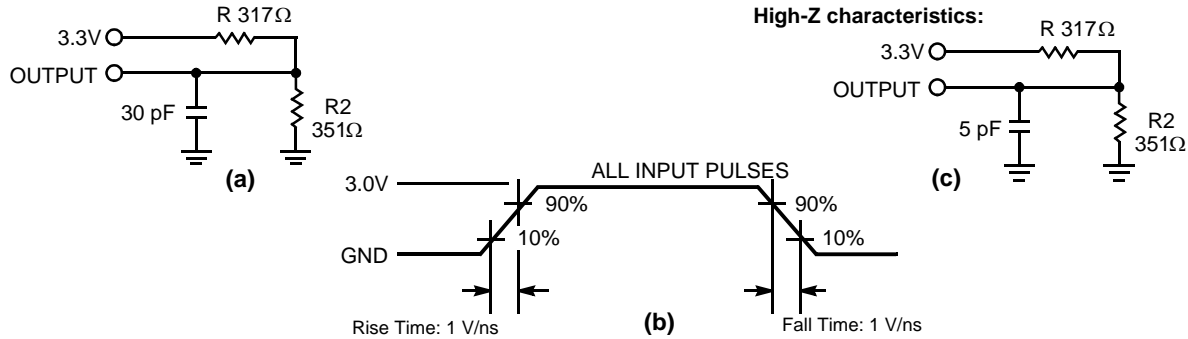 R 317Ω
3.3V
OUTPUT
30 pF
R2
351Ω
(a)
High-Z characteristics:
R 317Ω
3.3V
OUTPUT
5 pF
R2
351Ω
(c)
ALL INPUT PULSES
3.0V
90%
90%
10%
10%
GND
Rise Time: 1 V/ns
(b)
Fall Time: 1 V/ns